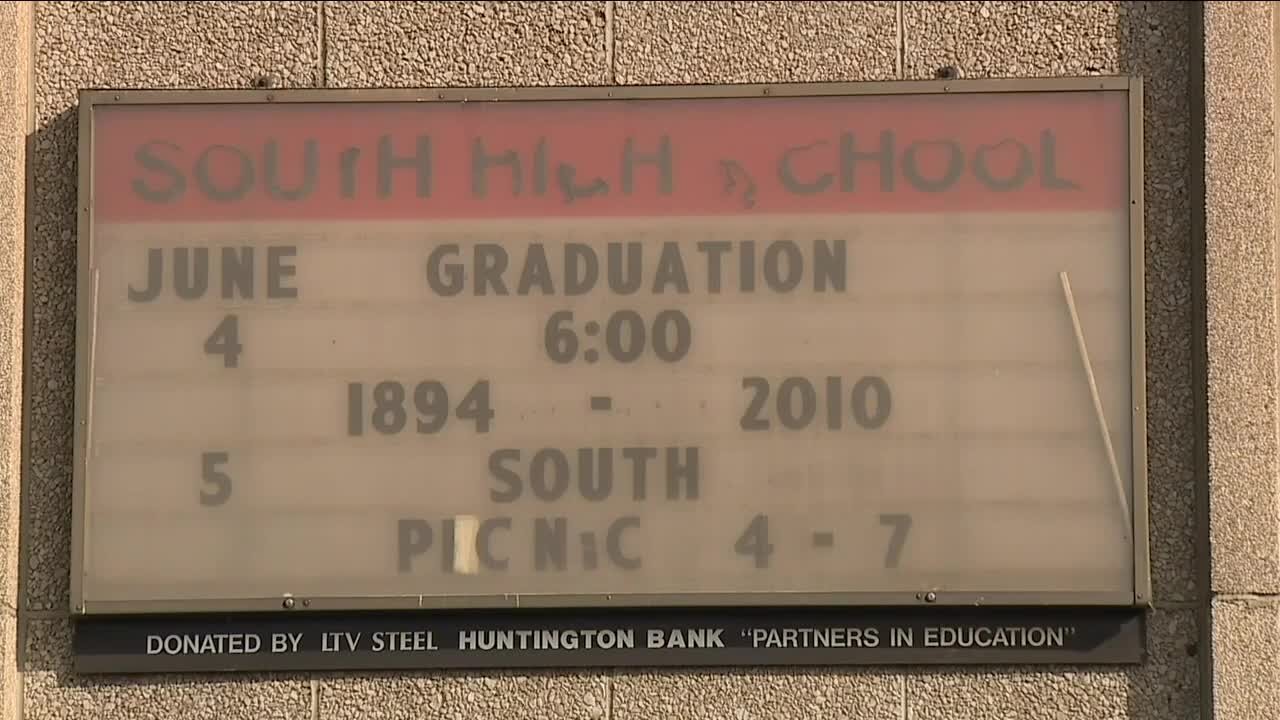 SOUTH HIGH SCHOOL
JUNE GRADUATION
4 6:00
1894 - 2010
5 SOUTH
PICNIC 4 - 7
DONATED BY LTV STEEL HUNTINGTON BANK "PARTNERS IN EDUCATION"